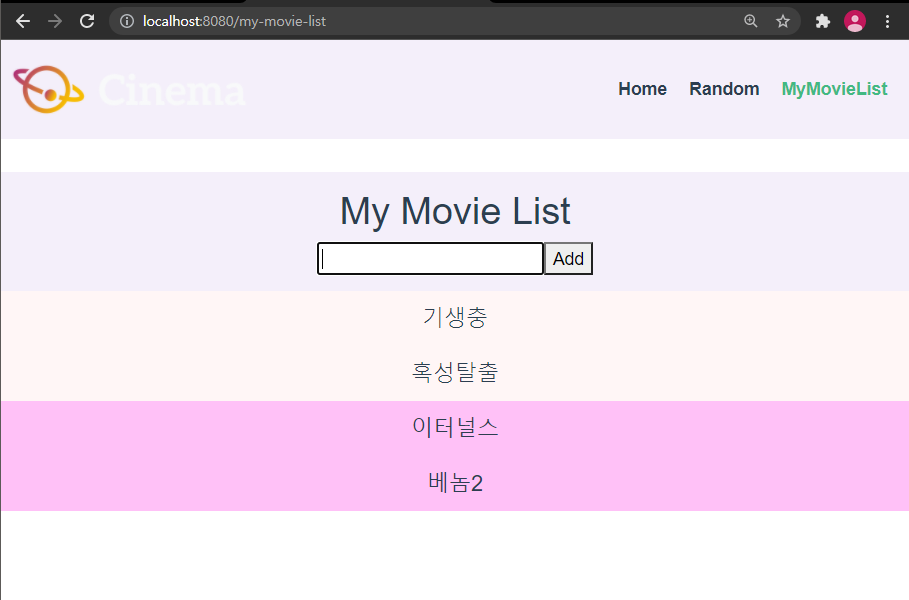 localhost:8080/my-movie-list
Cinema
Home Random MyMovieList
My Movie List
Add
기생충
혹성탈출
이터널스
베놈2